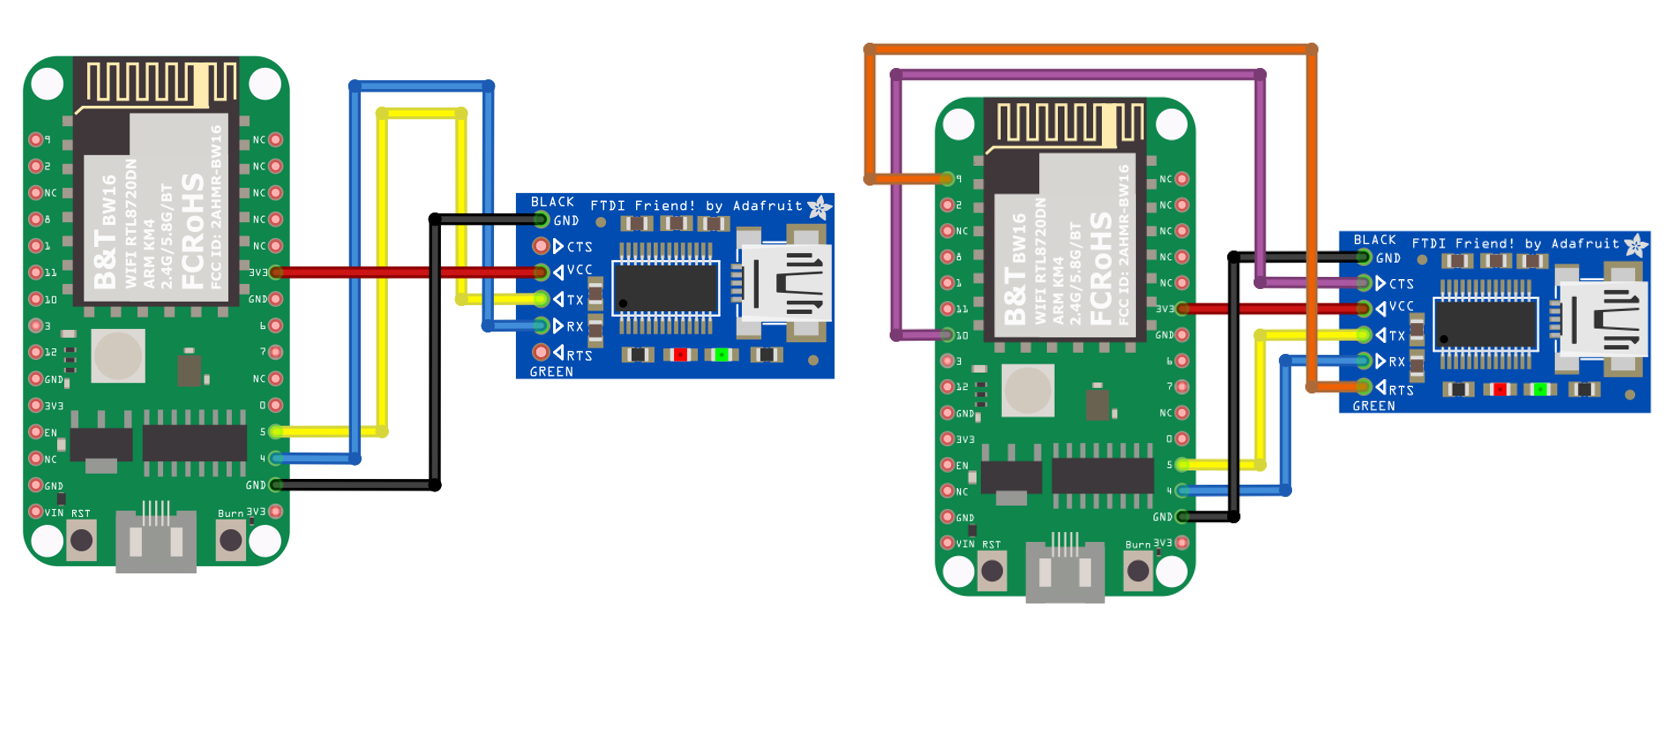 9
2
NC
8
1
11
10
3
12
GND
3V3
EN
NC
GND
VIN
RST
B&T BW16
WIFI RTL8720DN
ARM KM4
2.4G/5.8G/BT
FCRoHS
FCC ID: 2AHMR-BW16
NC
NC
NC
NC
NC
3V3
GND
6
7
NC
0
5
4
GND
Burn
3V3
BLACK
FTDI Friend! by Adafruit
GND
CTS
VCC
TX
RX
RTS
GREEN
9
2
NC
8
1
11
10
3
12
GND
3V3
EN
NC
GND
VIN
RST
B&T BW16
WIFI RTL8720DN
ARM KM4
2.4G/5.8G/BT
FCRoHS
FCC ID: 2AHMR-BW16
NC
NC
NC
NC
NC
3V3
GND
6
7
NC
0
5
4
GND
Burn
3V3
BLACK
FTDI Friend! by Adafruit
GND
CTS
VCC
TX
RX
RTS
GREEN